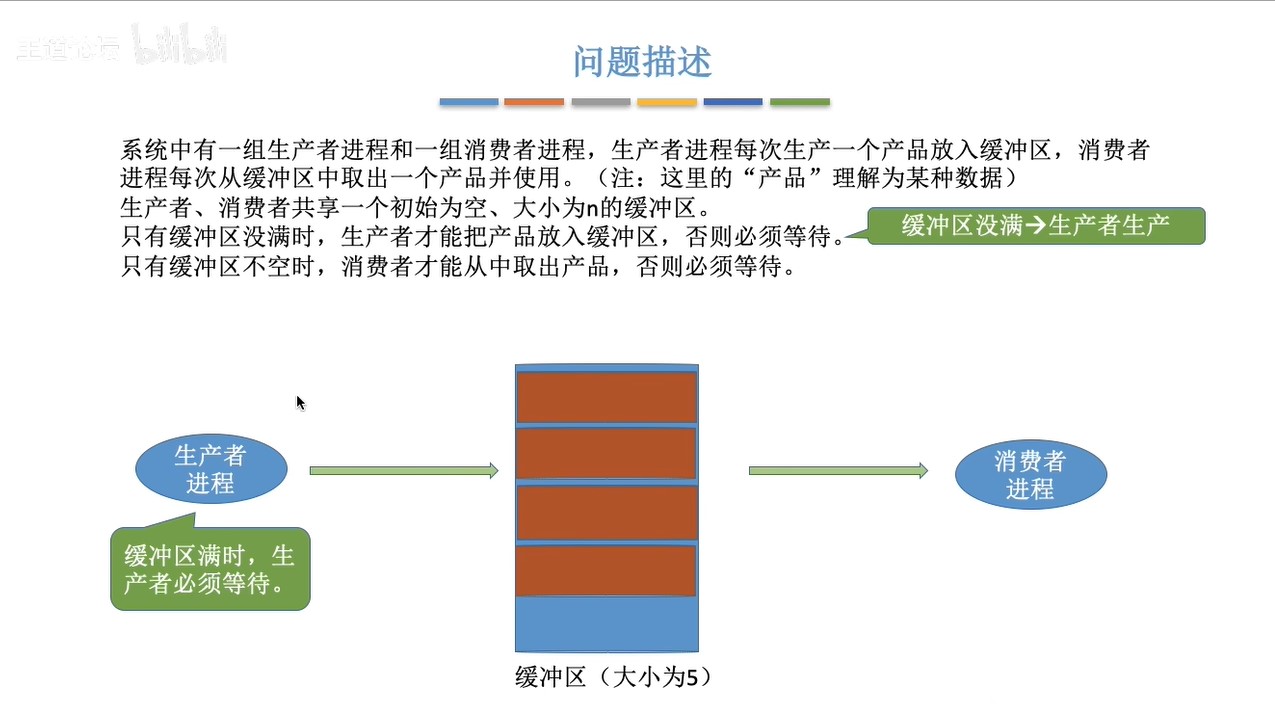 王道论坛 bilibili
问题描述
系统中有一组生产者进程和一组消费者进程，生产者进程每次生产一个产品放入缓冲区，消费者
进程每次从缓冲区中取出一个产品并使用。（注：这里的“产品”理解为某种数据）
生产者、消费者共享一个初始为空、大小为n的缓冲区。
只有缓冲区没满时，生产者才能把产品放入缓冲区，否则必须等待。
缓冲区没满→生产者生产
只有缓冲区不空时，消费者才能从中取出产品，否则必须等待。
生产者
进程
消费者
进程
缓冲区满时，生
产者必须等待。
缓冲区（大小为5）